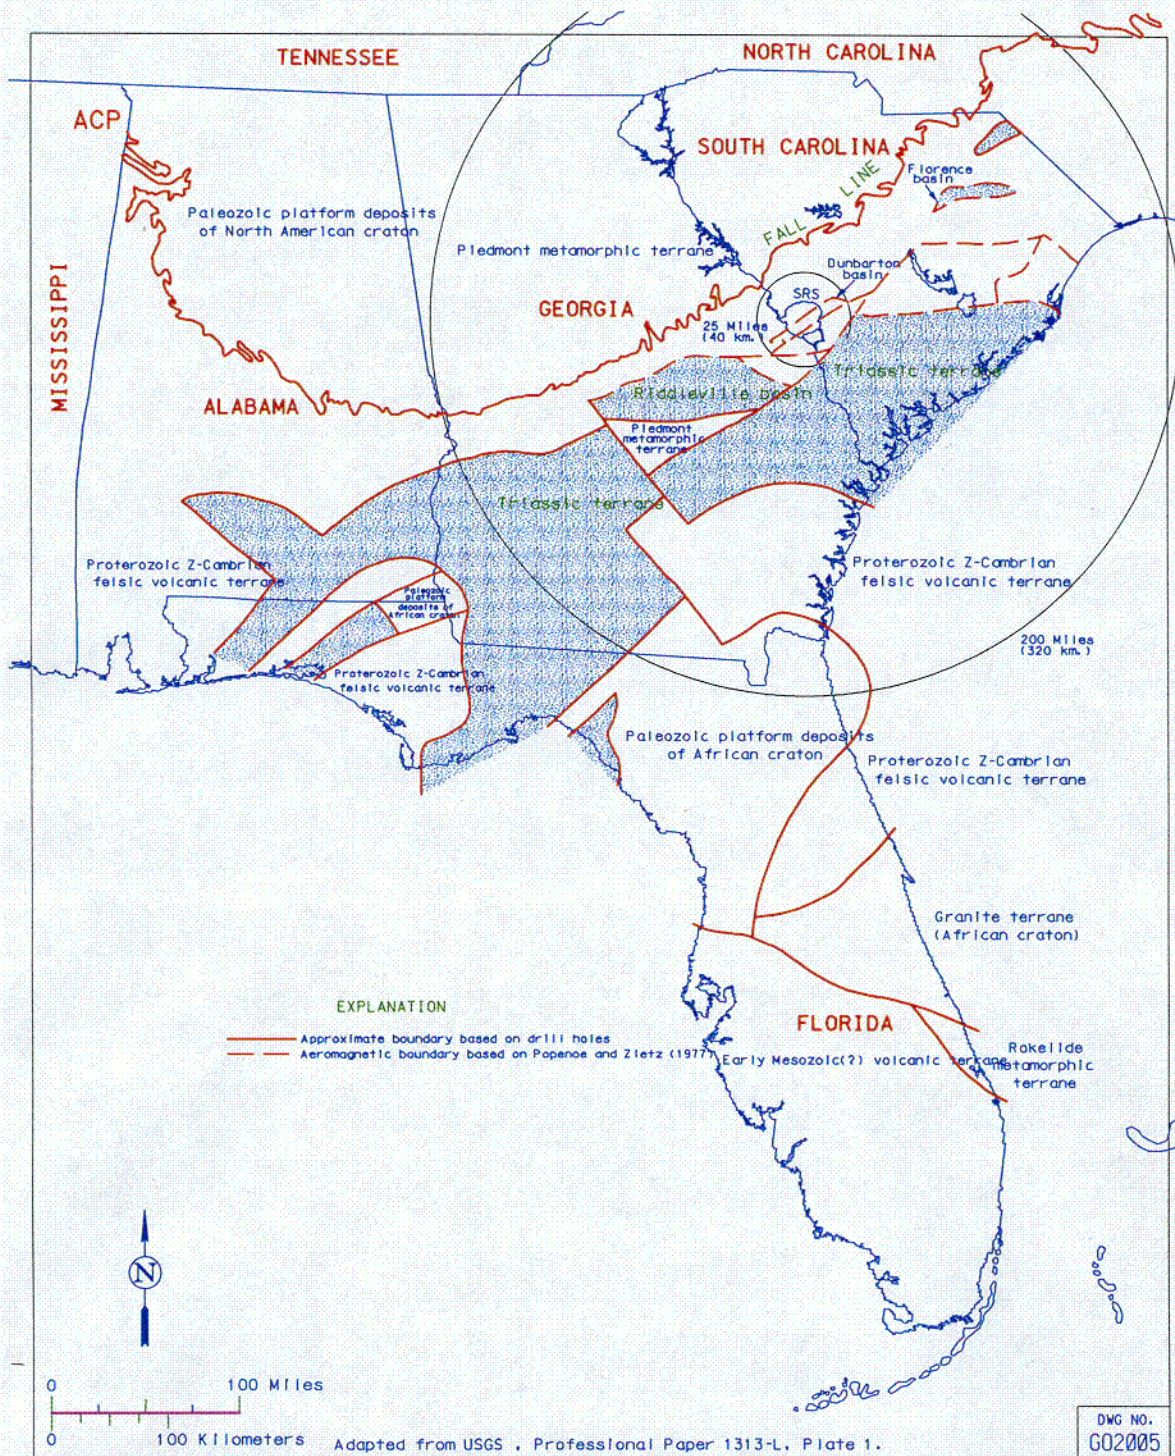 TENNESSEE
NORTH CAROLINA
ACP
SOUTH CAROLINA
FALL LINE
Florence
basin
Paleozoic platform deposits
of North American craton
Piedmont metamorphic terrane
Dunbarton
basin
SRS
MISSISSIPPI
GEORGIA
25 Miles
(40 km.
ALABAMA
Triassic terrane
Riddleville basin
Piedmont
metamorphic
terrane
Triassic terrane
Proterozoic Z-Cambrian
felsic volcanic terrane
Paleozoic
platform
deposits of
African craton
Proterozoic Z-Cambrian
felsic volcanic terrane
200 Miles
(320 km.)
Proterozoic Z-Cambrian
felsic volcanic terrane
Paleozoic platform deposits
of African craton
Proterozoic Z-Cambrian
felsic volcanic terrane
Granite terrane
(African craton)
EXPLANATION
Approximate boundary based on drill holes
Aeromagnetic boundary based on Popenoe and Zietz (1977)
FLORIDA
Early Mesozoic(?) volcanic terrane
Rokelide
metamorphic
terrane
N
0 100 Miles
0 100 Kilometers
Adapted from USGS , Professional Paper 1313-L, Plate 1.
DWG NO.
G02005